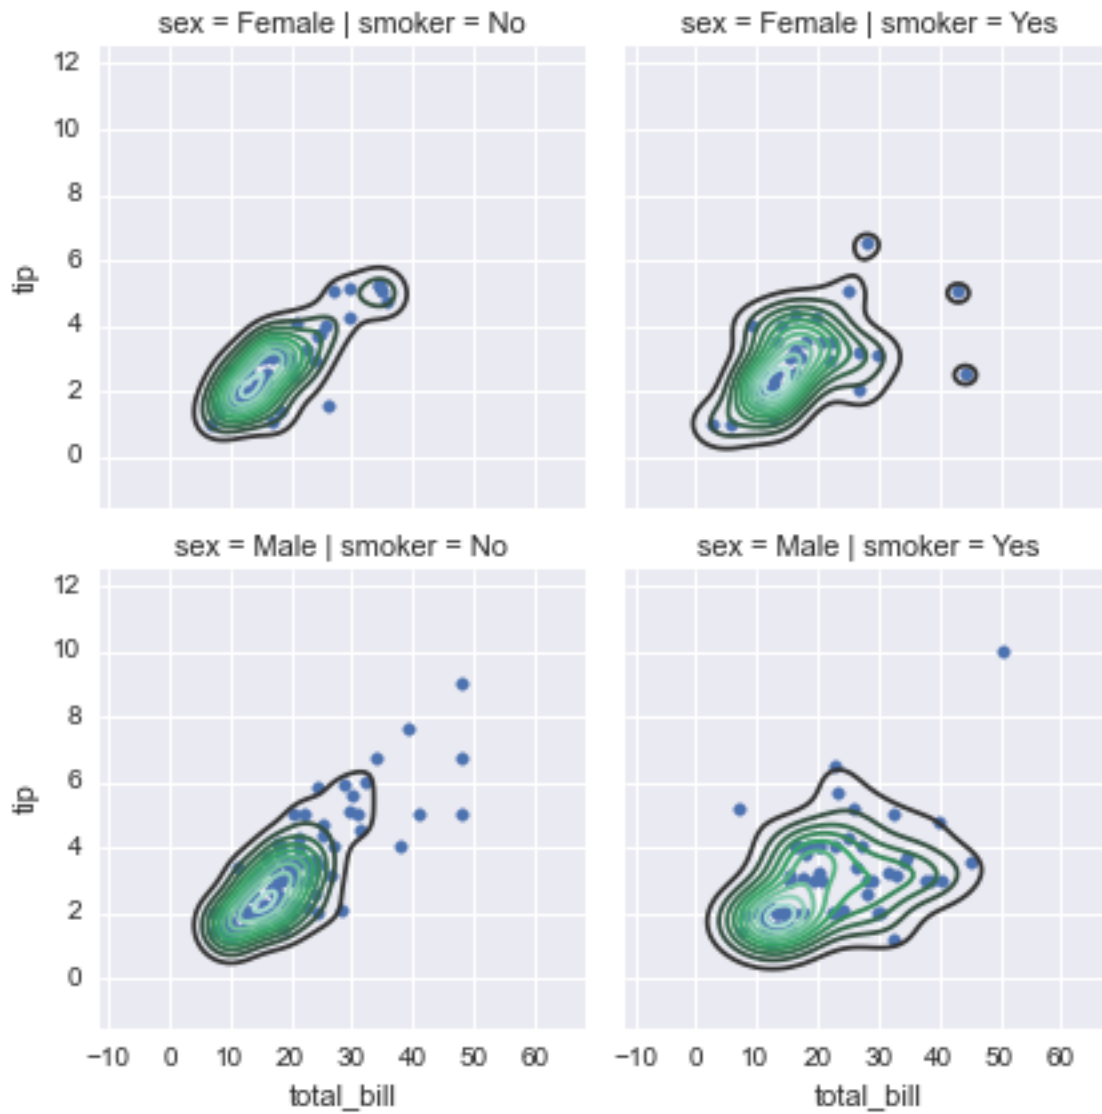 sex = Female | smoker = No
sex = Female | smoker = Yes
12
10
8
6
4
2
0
tip
sex = Male | smoker = No
sex = Male | smoker = Yes
12
10
8
6
4
2
0
tip
−10 0 10 20 30 40 50 60
−10 0 10 20 30 40 50 60
total_bill
total_bill